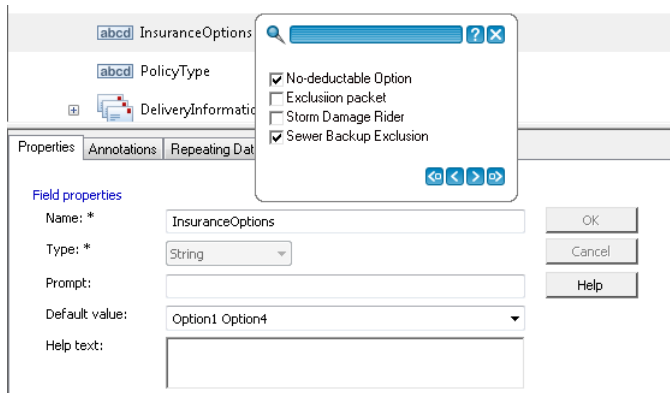 abcd InsuranceOptions
?
abcd PolicyType
No-deductable Option
Exclusiion packet
Storm Damage Rider
Sewer Backup Exclusion
DeliveryInformatio
Properties Annotations Repeating Dat
Field properties
Name: * InsuranceOptions OK
Type: * String Cancel
Prompt: Help
Default value: Option1 Option4
Help text: